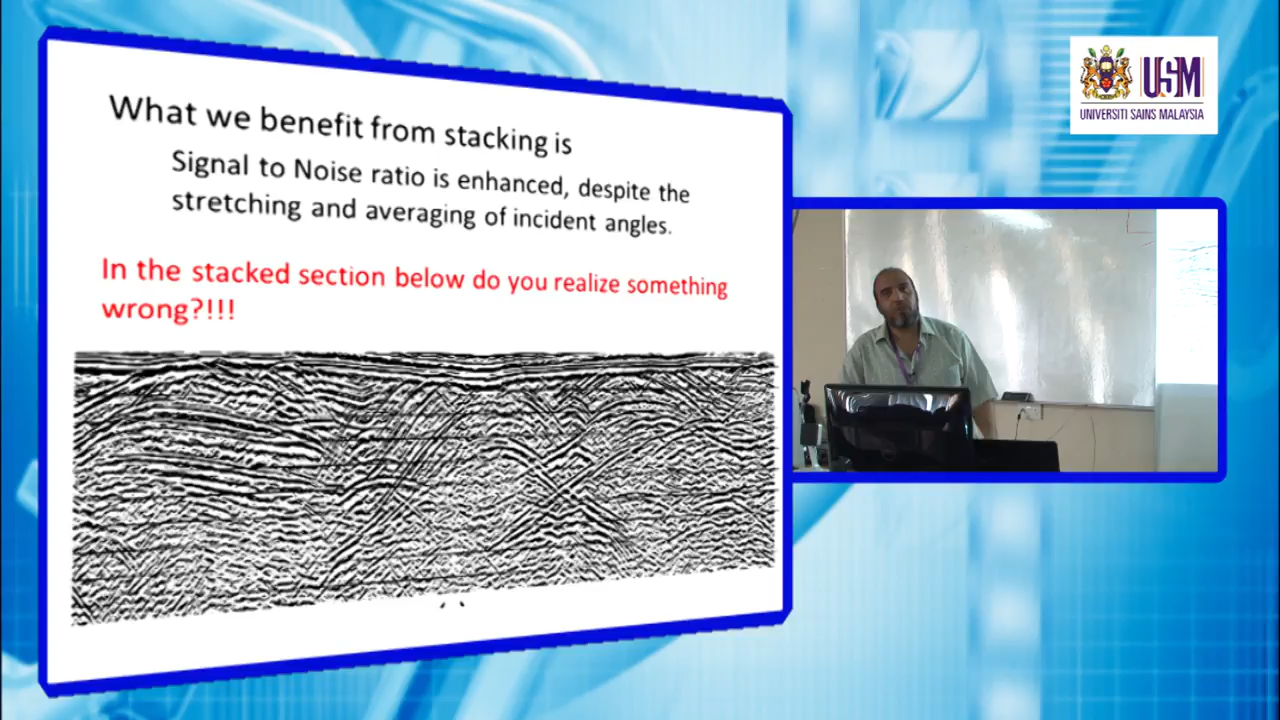 What we benefit from stacking is
Signal to Noise ratio is enhanced, despite the
stretching and averaging of incident angles.
In the stacked section below do you realize something
wrong?!!!
USM
UNIVERSITI SAINS MALAYSIA